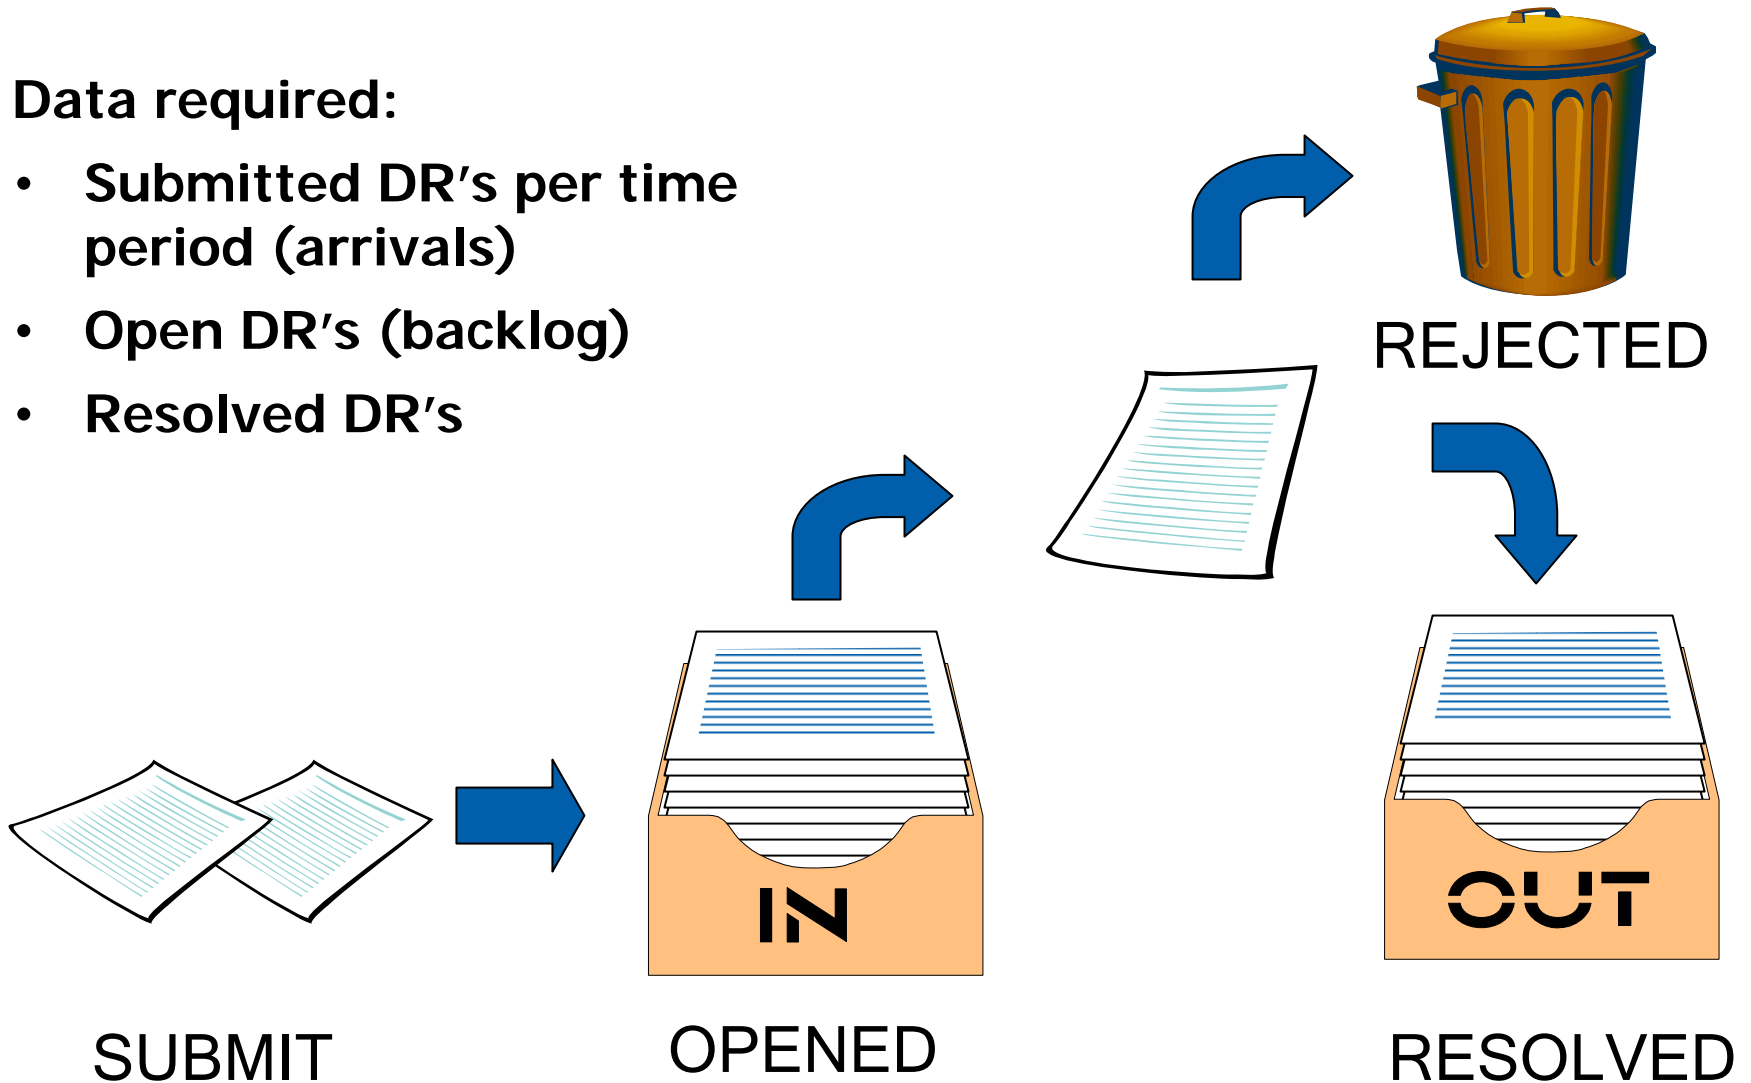 Data required:
• Submitted DR's per time
period (arrivals)
• Open DR's (backlog)
• Resolved DR's
REJECTED
IN
OUT
SUBMIT
OPENED
RESOLVED